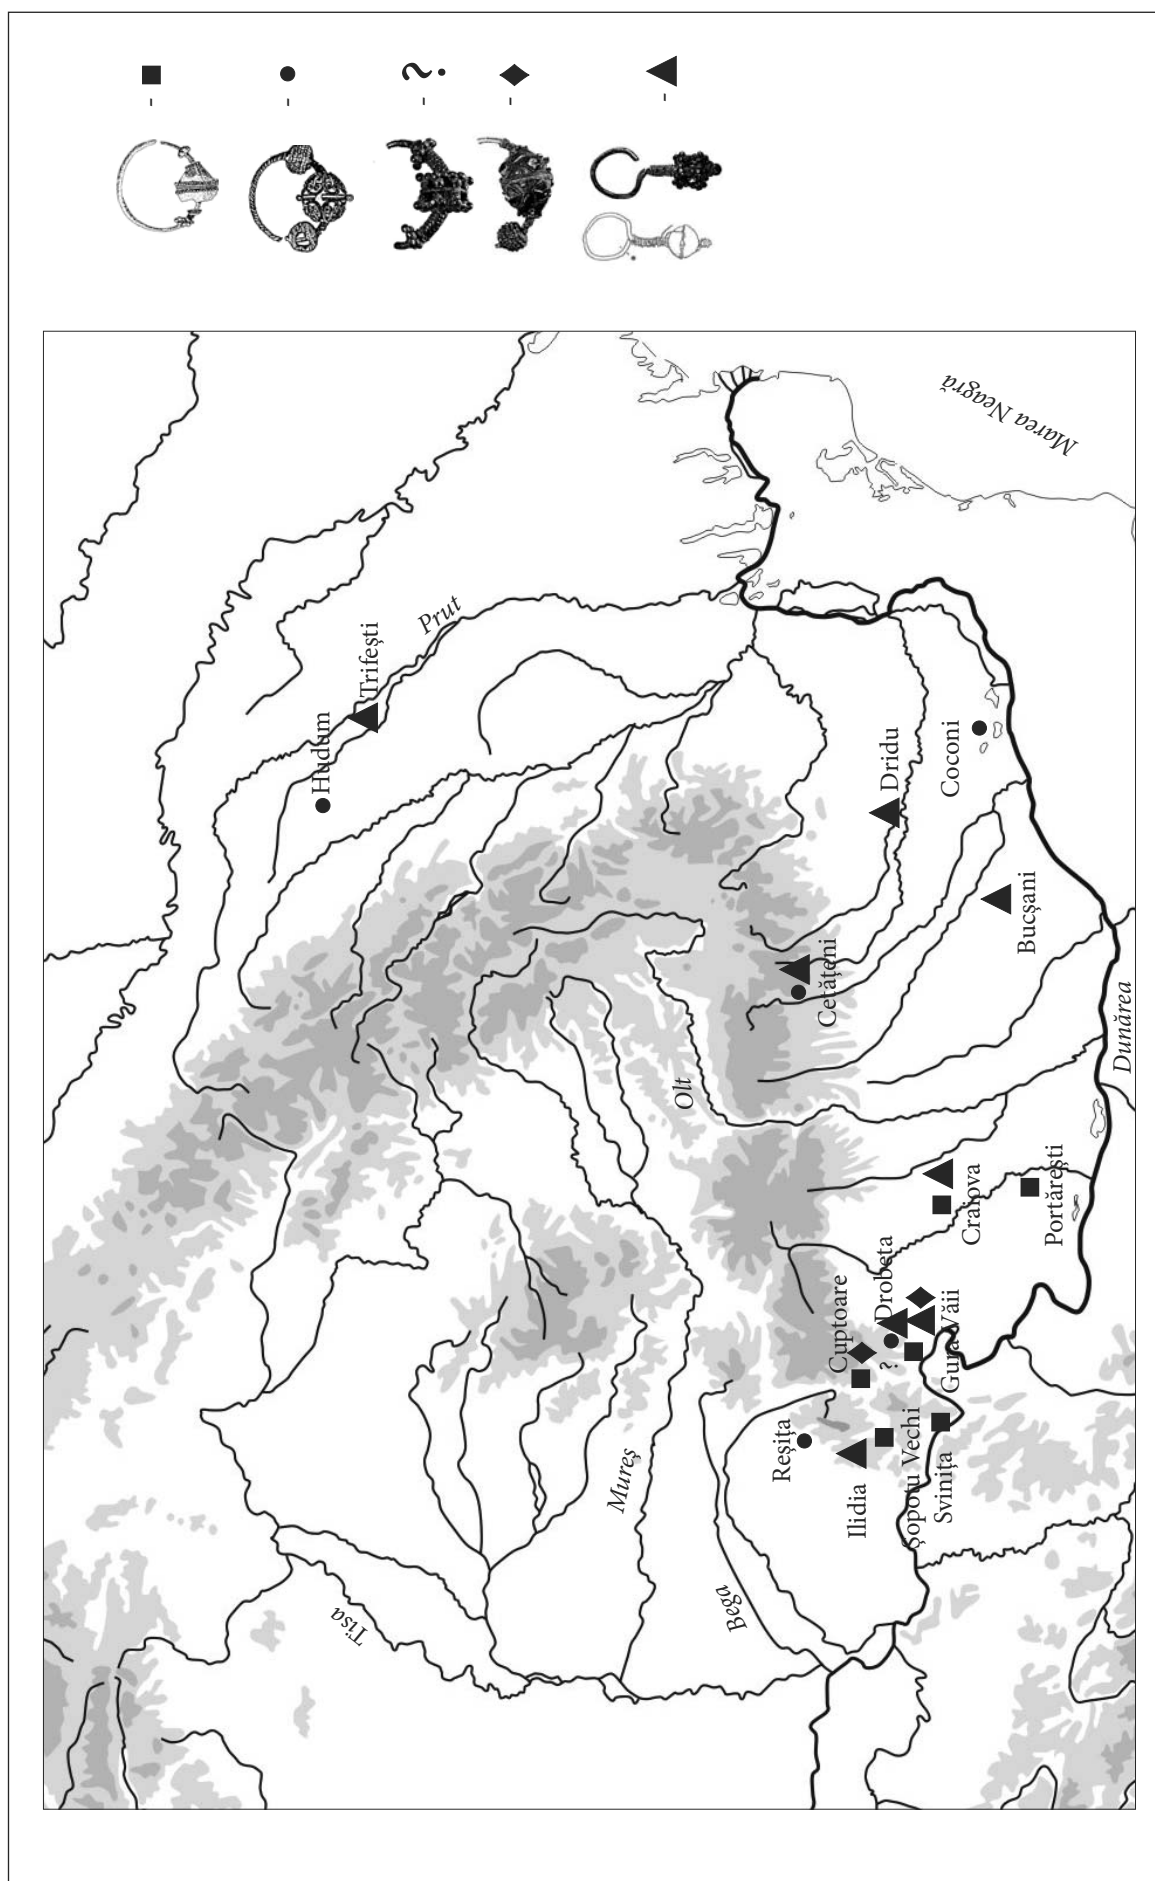 ?
Marea Neagră
Prut
Trifești
Hudum
Dridu
Coconi
Bucșani
Cetățeni
Dunărea
Olt
Craiova
Portărești
Drobeta
Cuptoare
?
Gura Văii
Reșița
Mureș
Ilidia
Șopotu Vechi
Svinița
Bega
Tisa